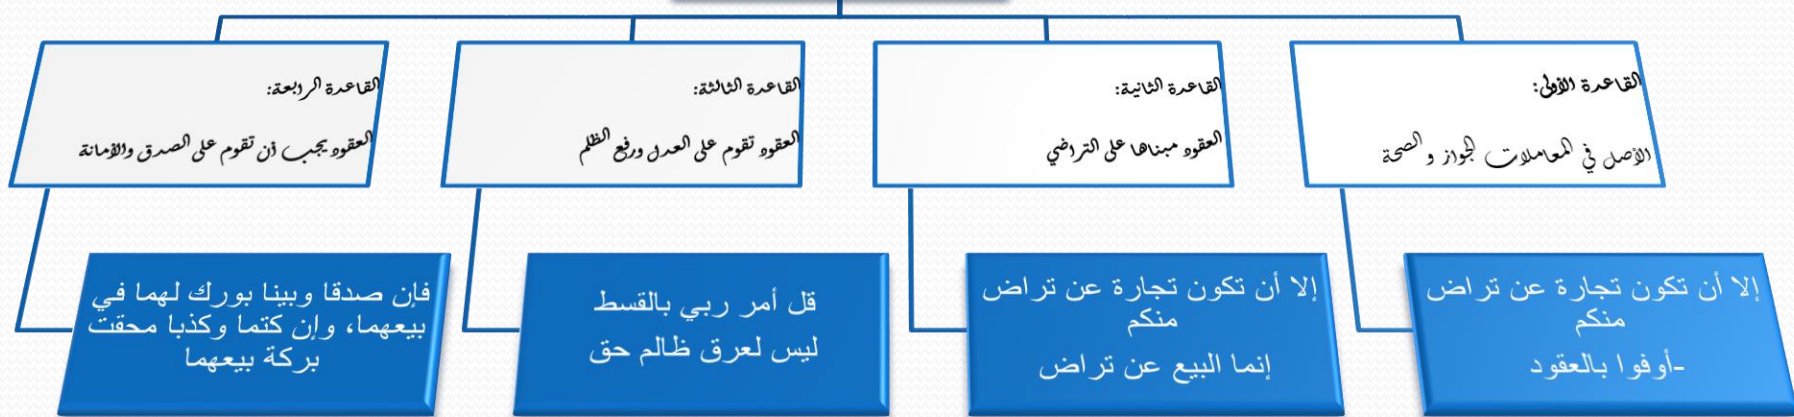 القاعدة الأولى:
الأصل في المعاملات الجواز و الصحة
إلا أن تكون تجارة عن تراض
منكم
-أوفوا بالعقود
القاعدة الثانية:
العقود مبناها على التراضي
إلا أن تكون تجارة عن تراض
منكم
إنما البيع عن تراض
القاعدة الثالثة:
العقود تقوم على العدل ورفع الظلم
قل أمر ربي بالقسط
ليس لعرق ظالم حق
القاعدة الرابعة:
العقود يجب أن تقوم على الصدق والأمانة
فإن صدقا وبينا بورك لهما في
بيعهما، وإن كتما وكذبا محقت
بركة بيعهما